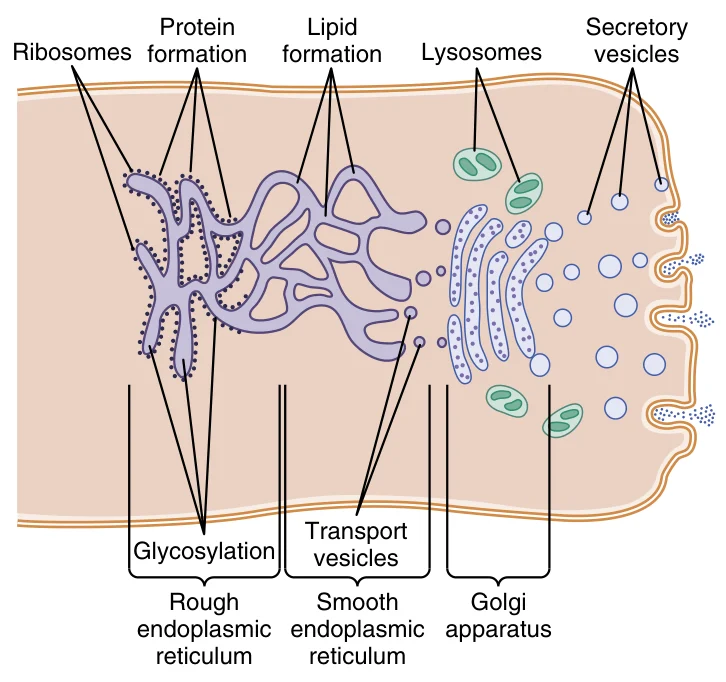 Ribosomes
Protein
formation
Lipid
formation
Lysosomes
Secretory
vesicles
Glycosylation
Transport
vesicles
Rough
endoplasmic
reticulum
Smooth
endoplasmic
reticulum
Golgi
apparatus